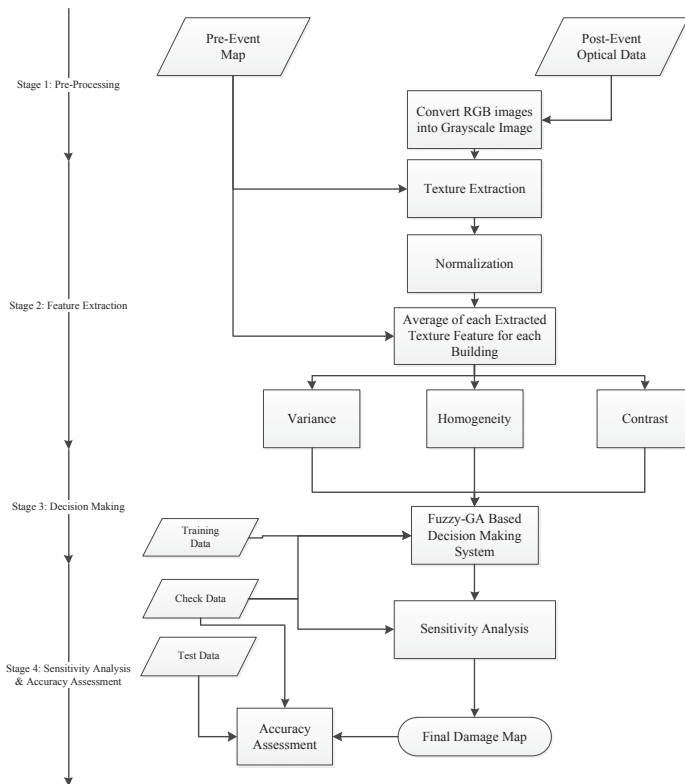 Pre-Event
Map
Post-Event
Optical Data
Stage 1: Pre-Processing
Convert RGB images
into Grayscale Image
Texture Extraction
Normalization
Stage 2: Feature Extraction
Average of each Extracted
Texture Feature for each
Building
Variance
Homogeneity
Contrast
Stage 3: Decision Making
Training
Data
Fuzzy-GA Based
Decision Making
System
Check Data
Sensitivity Analysis
Stage 4: Sensitivity Analysis
& Accuracy Assessment
Test Data
Accuracy
Assessment
Final Damage Map